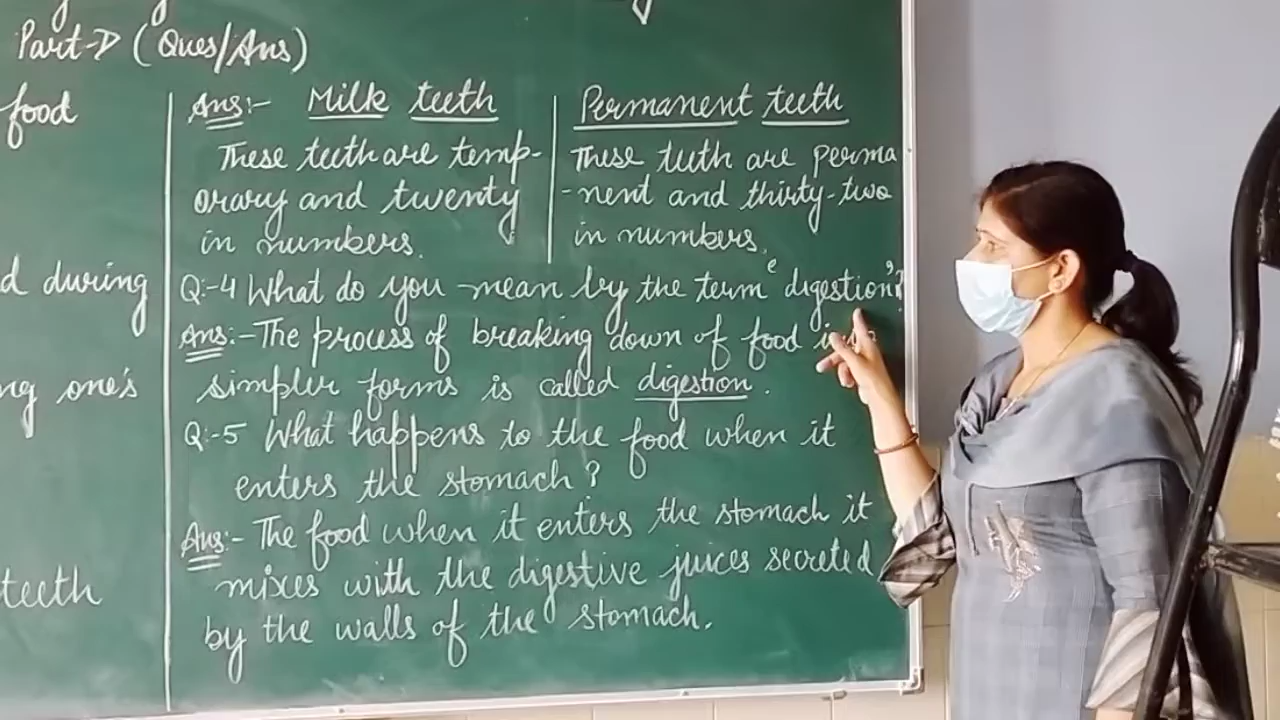 Part-D (Ques/Ans)
food
d during
ng one's
teeth
Ans:- Milk teeth
These teeth are temp-
orary and twenty
in numbers.
Permanent teeth
These teeth are perma
-nent and thirty-two
in numbers.
Q:-4 What do you mean by the term 'digestion'?
Ans:- The process of breaking down of food
simpler forms is called digestion.
Q:-5 What happens to the food when it
enters the stomach?
Ans:- The food when it enters the stomach it
mixes with the digestive juices secreted
by the walls of the stomach.